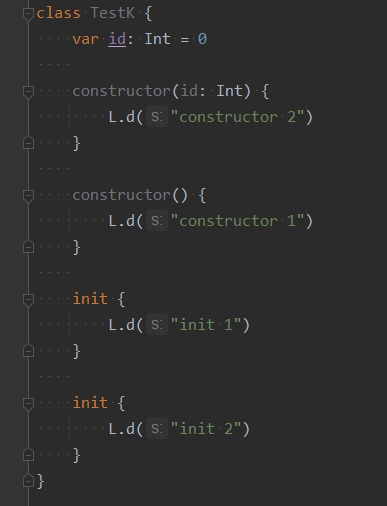 class TestK {
    var id: Int = 0

    constructor(id: Int) {
        L.d( s: "constructor 2")
    }

    constructor() {
        L.d( s: "constructor 1")
    }

    init {
        L.d( s: "init 1")
    }

    init {
        L.d( s: "init 2")
    }
}